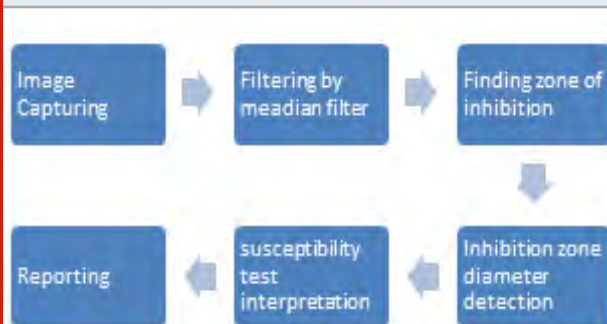 Image
Capturing
Filtering by
meadian filter
Finding zone of
inhibition
Inhibition zone
diameter
detection
susceptibility
test
interpretation
Reporting